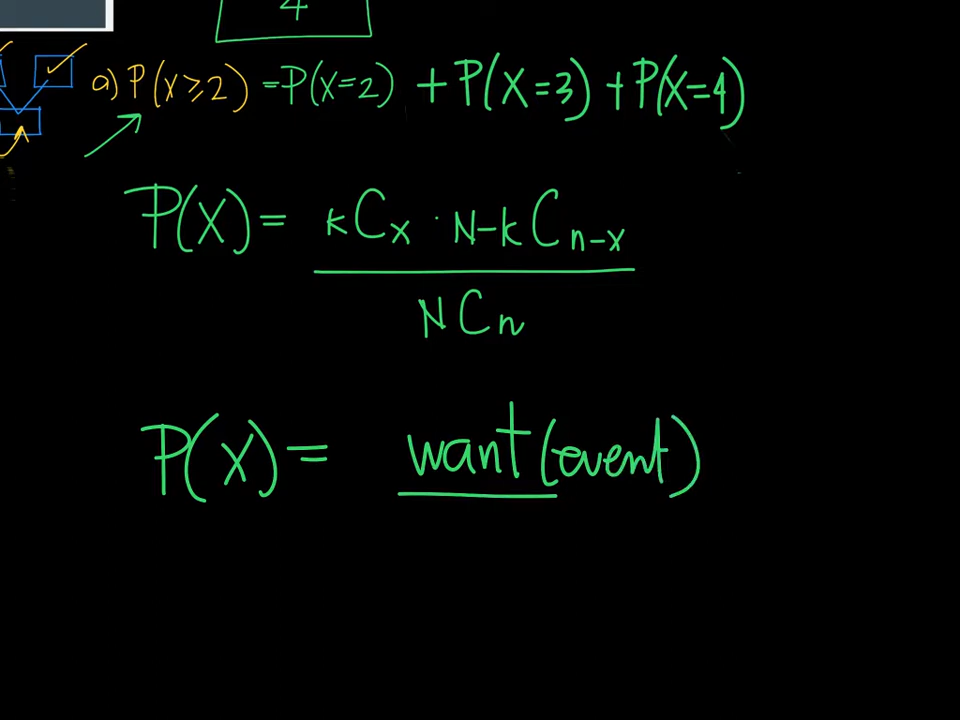 4
a) P(x≥2) = P(x=2) + P(X=3) + P(X=4)
P(X) = kCx · N-kCn-x
NCn
P(X) = want (event)